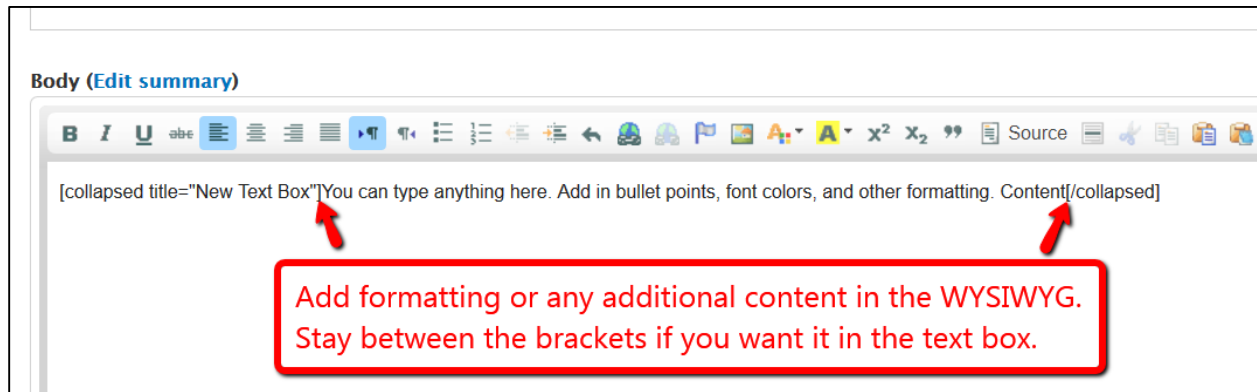 Body (Edit summary)
B I U abc Source
[collapsed title="New Text Box"]You can type anything here. Add in bullet points, font colors, and other formatting. Content[/collapsed]
Add formatting or any additional content in the WYSIWYG.
Stay between the brackets if you want it in the text box.